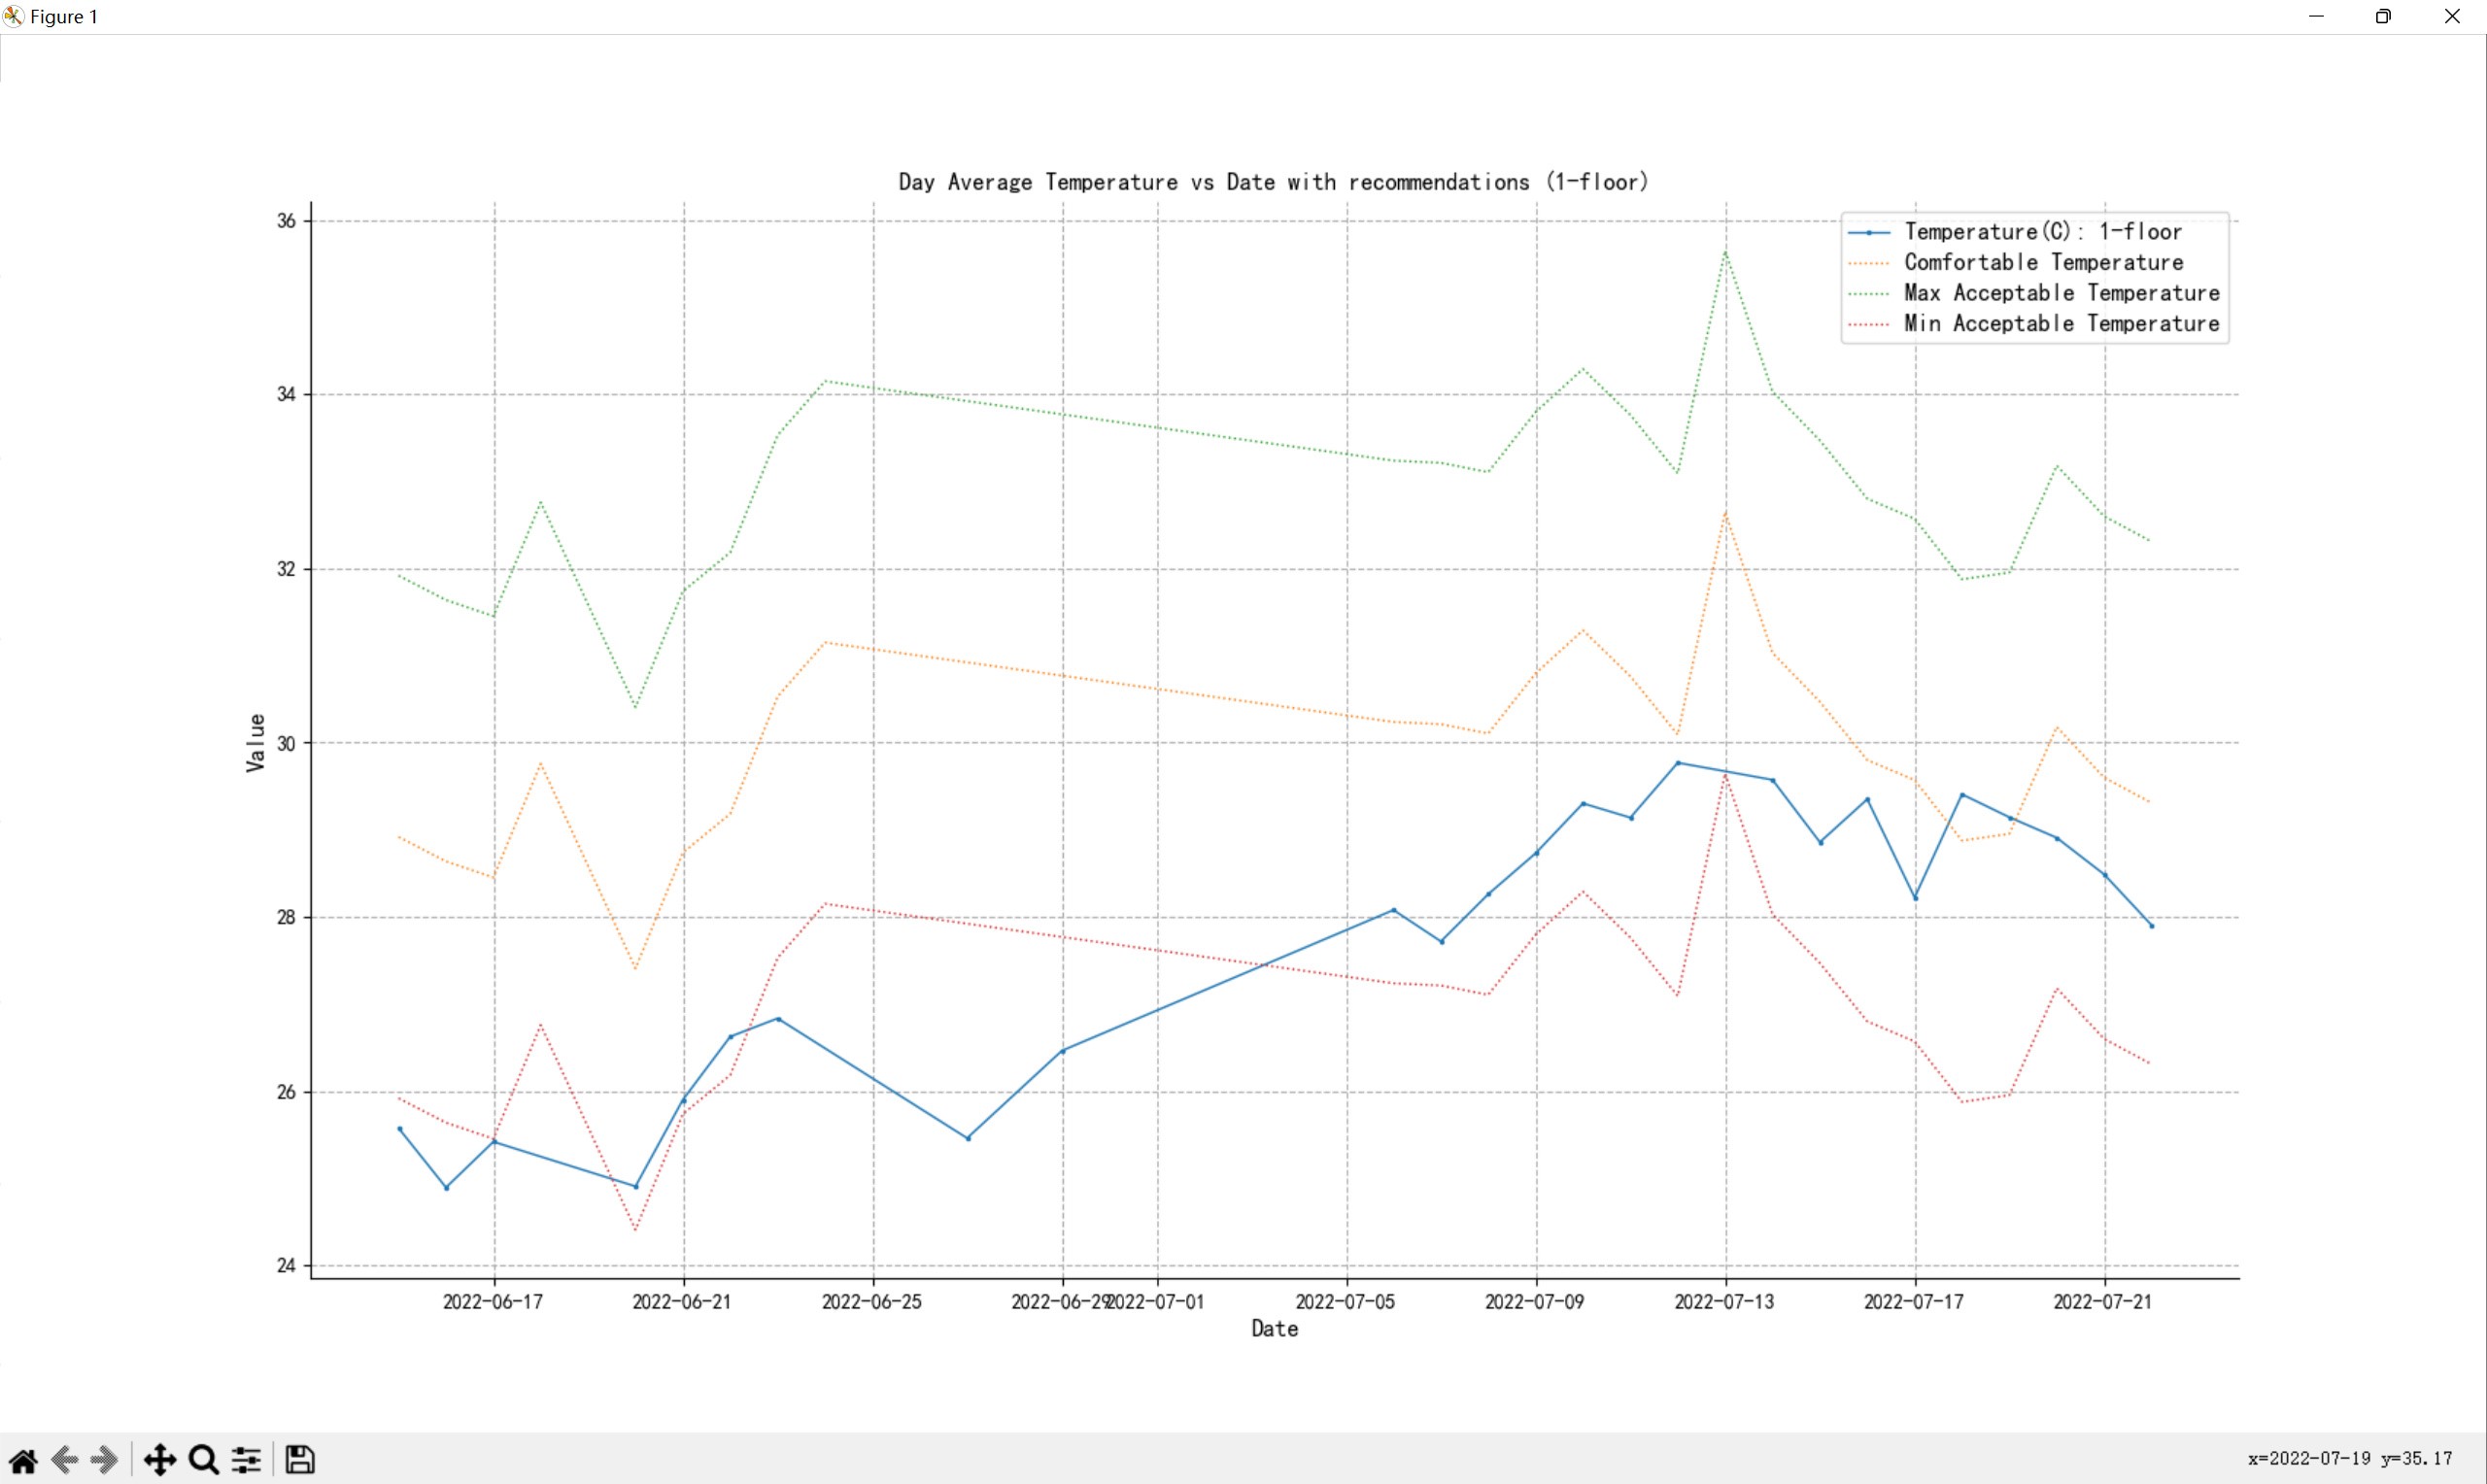 Figure 1
Day Average Temperature vs Date with recommendations (1-floor)
Temperature(C): 1-floor
Comfortable Temperature
Max Acceptable Temperature
Min Acceptable Temperature
36
34
32
30
28
26
24
Value
2022-06-17 2022-06-21 2022-06-25 2022-06-29 2022-07-01 2022-07-05 2022-07-09 2022-07-13 2022-07-17 2022-07-21
Date
x=2022-07-19 y=35.17